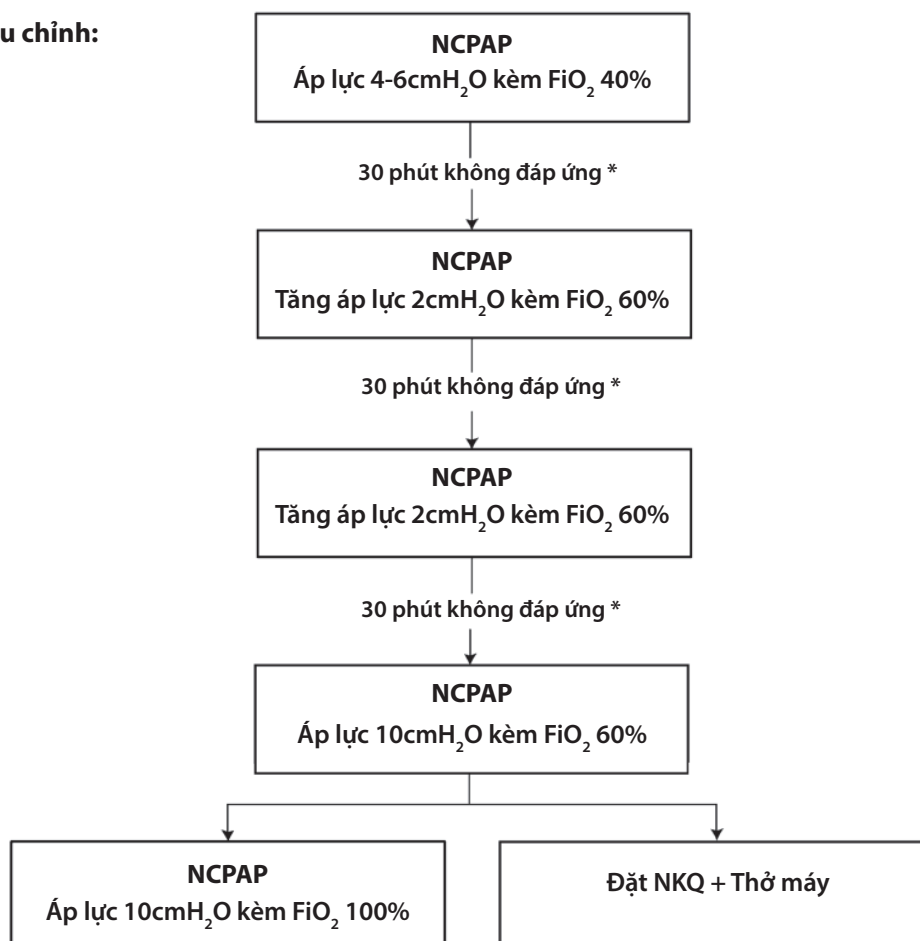 u chỉnh:
NCPAP
Áp lực 4-6cmH₂O kèm FiO₂ 40%
30 phút không đáp ứng *
NCPAP
Tăng áp lực 2cmH₂O kèm FiO₂ 60%
30 phút không đáp ứng *
NCPAP
Tăng áp lực 2cmH₂O kèm FiO₂ 60%
30 phút không đáp ứng *
NCPAP
Áp lực 10cmH₂O kèm FiO₂ 60%
NCPAP
Áp lực 10cmH₂O kèm FiO₂ 100%
Đặt NKQ + Thở máy